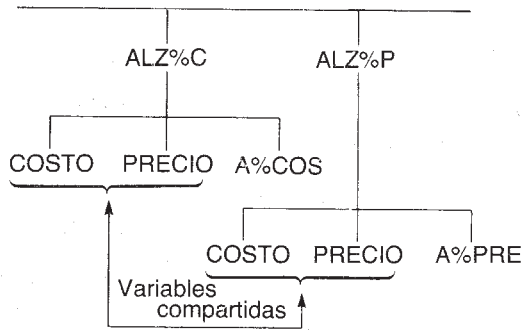 ALZ%C ALZ%P
COSTO PRECIO A%COS
COSTO PRECIO A%PRE
Variables
compartidas